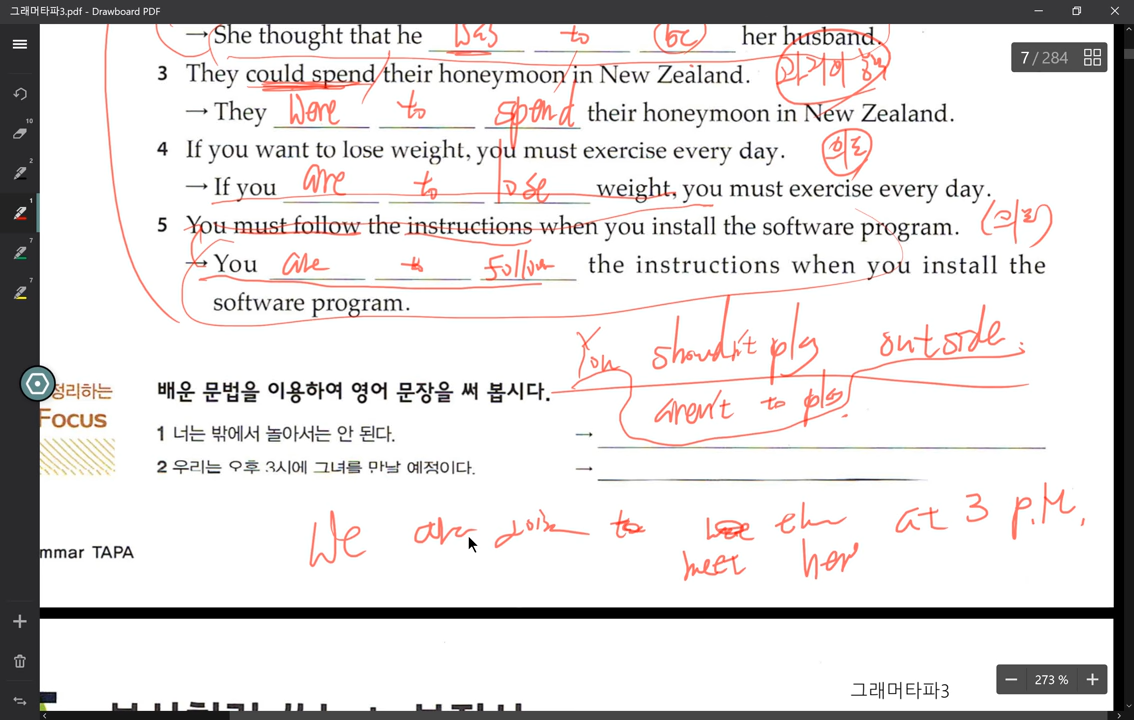 그래머타파3.pdf - Drawboard PDF
→ She thought that he was to be her husband.
7 / 284
3 They could spend their honeymoon in New Zealand.
→ They were to spend their honeymoon in New Zealand.
4 If you want to lose weight, you must exercise every day. 의도
→ If you are to lose weight, you must exercise every day.
5 You must follow the instructions when you install the software program. (의무)
→ You are to follow the instructions when you install the
software program.
You shouldn't play outside.
aren't to play
정리하는
Focus
배운 문법을 이용하여 영어 문장을 써 봅시다.
1 너는 밖에서 놀아서는 안 된다. →
2 우리는 오후 3시에 그녀를 만날 예정이다. →
We are to at 3 p.M.
meet her
mmar TAPA
그래머타파3
273 %
10
2
1
7
7